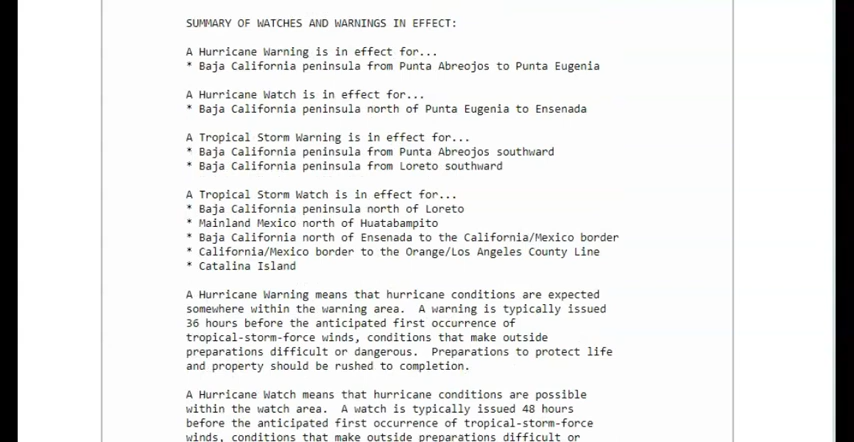 SUMMARY OF WATCHES AND WARNINGS IN EFFECT:
A Hurricane Warning is in effect for...
* Baja California peninsula from Punta Abreojos to Punta Eugenia
A Hurricane Watch is in effect for...
* Baja California peninsula north of Punta Eugenia to Ensenada
A Tropical Storm Warning is in effect for...
* Baja California peninsula from Punta Abreojos southward
* Baja California peninsula from Loreto southward
A Tropical Storm Watch is in effect for...
* Baja California peninsula north of Loreto
* Mainland Mexico north of Huatabampito
* Baja California north of Ensenada to the California/Mexico border
* California/Mexico border to the Orange/Los Angeles County Line
* Catalina Island
A Hurricane Warning means that hurricane conditions are expected
somewhere within the warning area. A warning is typically issued
36 hours before the anticipated first occurrence of
tropical-storm-force winds, conditions that make outside
preparations difficult or dangerous. Preparations to protect life
and property should be rushed to completion.
A Hurricane Watch means that hurricane conditions are possible
within the watch area. A watch is typically issued 48 hours
before the anticipated first occurrence of tropical-storm-force
winds, conditions that make outside preparations difficult or